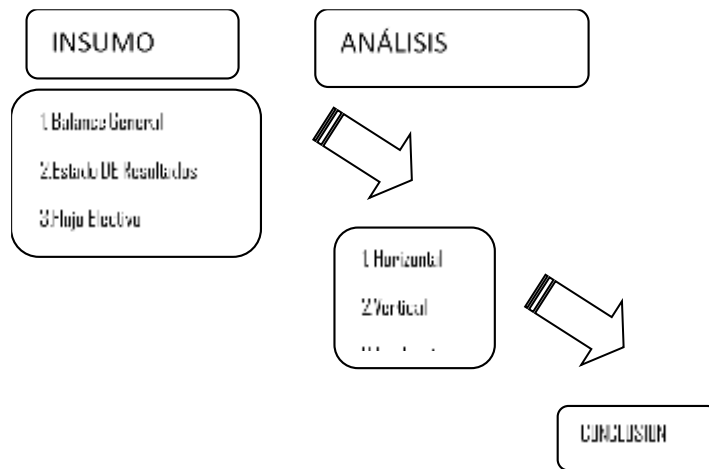 INSUMO
ANÁLISIS
1. Balance General
2.Estado DE Resultados
3.Flujo Efectivo
1. Horizontal
2.Vertical
CONCLUSION